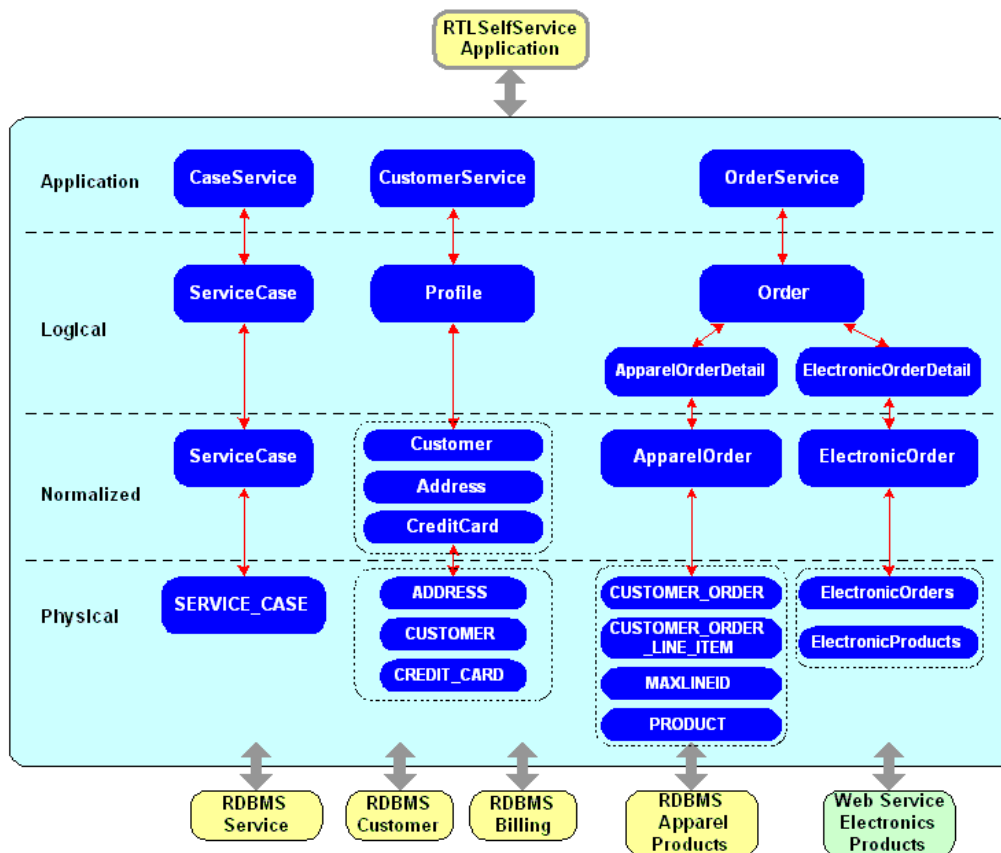 RTLSelfService
Application
Application
CaseService
CustomerService
OrderService
Logical
ServiceCase
Profile
Order
ApparelOrderDetail
ElectronicOrderDetail
Normalized
ServiceCase
Customer
Address
CreditCard
ApparelOrder
ElectronicOrder
Physical
SERVICE_CASE
ADDRESS
CUSTOMER
CREDIT_CARD
CUSTOMER_ORDER
CUSTOMER_ORDER
_LINE_ITEM
MAXLINEID
PRODUCT
ElectronicOrders
ElectronicProducts
RDBMS
Service
RDBMS
Customer
RDBMS
Billing
RDBMS
Apparel
Products
Web Service
Electronics
Products